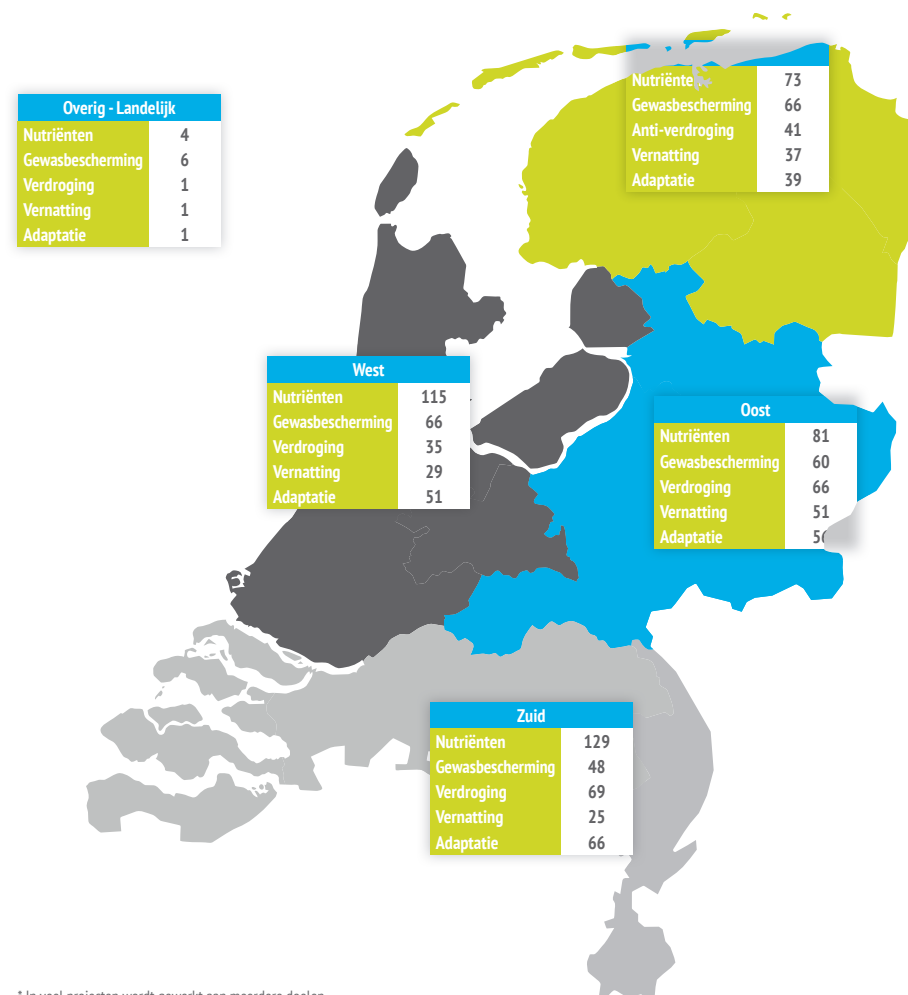 Overig - Landelijk
Nutriënten 4
Gewasbescherming 6
Verdroging 1
Vernatting 1
Adaptatie 1
73
Gewasbescherming 66
Anti-verdroging 41
Vernatting 37
Adaptatie 39
West
Nutriënten 115
Gewasbescherming 66
Verdroging 35
Vernatting 29
Adaptatie 51
Oost
Nutriënten 81
Gewasbescherming 60
Verdroging 66
Vernatting 51
Adaptatie
Zuid
Nutriënten 129
Gewasbescherming 48
Verdroging 69
Vernatting 25
Adaptatie 66